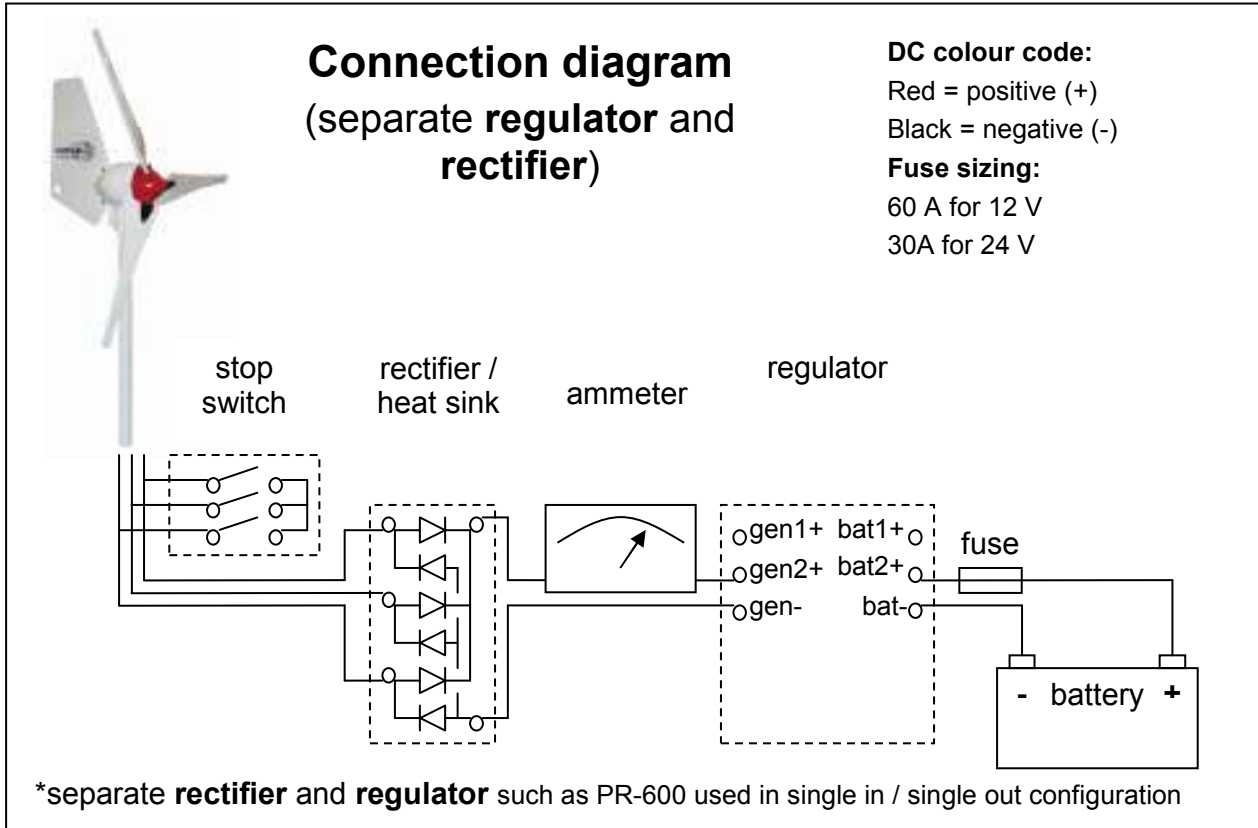 Connection diagram
(separate regulator and
rectifier)
DC colour code:
Red = positive (+)
Black = negative (-)
Fuse sizing:
60 A for 12 V
30A for 24 V
stop
switch
rectifier /
heat sink
ammeter
regulator
gen1+ bat1+
gen2+ bat2+
gen- bat-
fuse
- battery +
*separate rectifier and regulator such as PR-600 used in single in / single out configuration